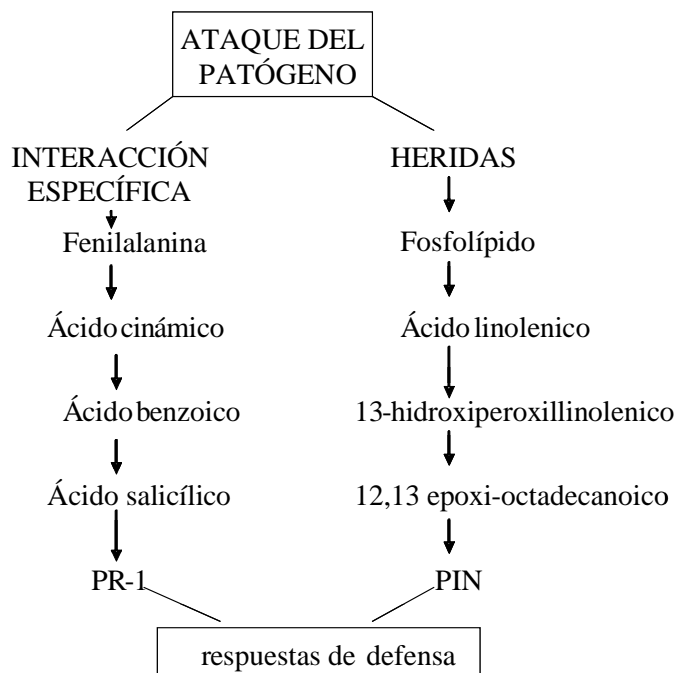 ATAQUE DEL
PATÓGENO
INTERACCIÓN
ESPECÍFICA
Fenilalanina
Ácido cinámico
Ácido benzoico
Ácido salicílico
PR-1
HERIDAS
Fosfolípido
Ácido linolenico
13-hidroxiperoxillinolenico
12,13 epoxi-octadecanoico
PIN
respuestas de defensa